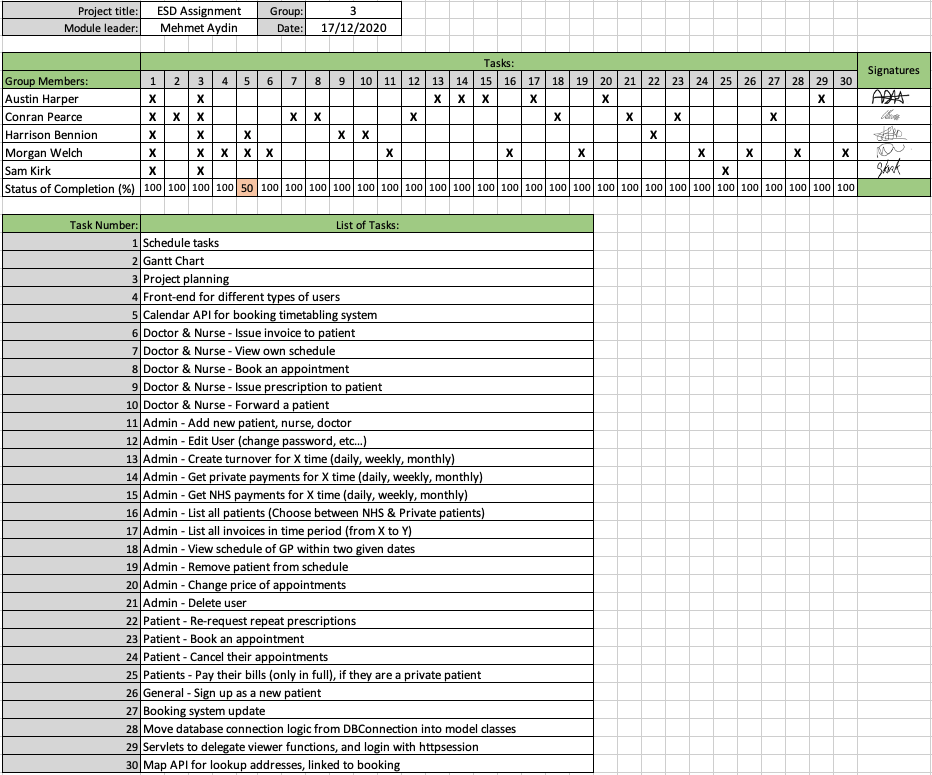 Project title: ESD Assignment Group: 3
Module leader: Mehmet Aydin Date: 17/12/2020
Tasks: Signatures
Group Members: 1 2 3 4 5 6 7 8 9 10 11 12 13 14 15 16 17 18 19 20 21 22 23 24 25 26 27 28 29 30
Austin Harper X X X X X X X X
Conran Pearce X X X X X X X X X X
Harrison Bennion X X X X X X
Morgan Welch X X X X X X X X X X X X
Sam Kirk X X X
Status of Completion (%) 100 100 100 100 50 100 100 100 100 100 100 100 100 100 100 100 100 100 100 100 100 100 100 100 100 100 100 100 100 100
Task Number: List of Tasks:
1 Schedule tasks
2 Gantt Chart
3 Project planning
4 Front-end for different types of users
5 Calendar API for booking timetabling system
6 Doctor & Nurse - Issue invoice to patient
7 Doctor & Nurse - View own schedule
8 Doctor & Nurse - Book an appointment
9 Doctor & Nurse - Issue prescription to patient
10 Doctor & Nurse - Forward a patient
11 Admin - Add new patient, nurse, doctor
12 Admin - Edit User (change password, etc...)
13 Admin - Create turnover for X time (daily, weekly, monthly)
14 Admin - Get private payments for X time (daily, weekly, monthly)
15 Admin - Get NHS payments for X time (daily, weekly, monthly)
16 Admin - List all patients (Choose between NHS & Private patients)
17 Admin - List all invoices in time period (from X to Y)
18 Admin - View schedule of GP within two given dates
19 Admin - Remove patient from schedule
20 Admin - Change price of appointments
21 Admin - Delete user
22 Patient - Re-request repeat prescriptions
23 Patient - Book an appointment
24 Patient - Cancel their appointments
25 Patients - Pay their bills (only in full), if they are a private patient
26 General - Sign up as a new patient
27 Booking system update
28 Move database connection logic from DBConnection into model classes
29 Servlets to delegate viewer functions, and login with httpsession
30 Map API for lookup addresses, linked to booking